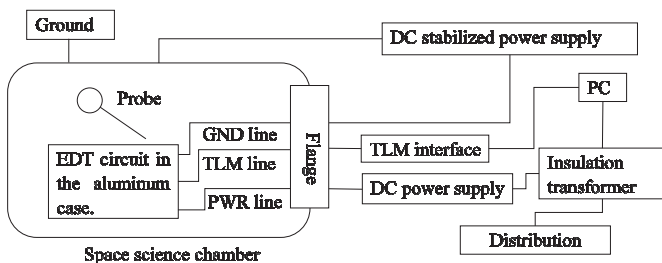 Ground
DC stabilized power supply
Probe
PC
GND line
Flange
EDT circuit in
the aluminum
case.
TLM line
TLM interface
Insulation
transformer
PWR line
DC power supply
Distribution
Space science chamber